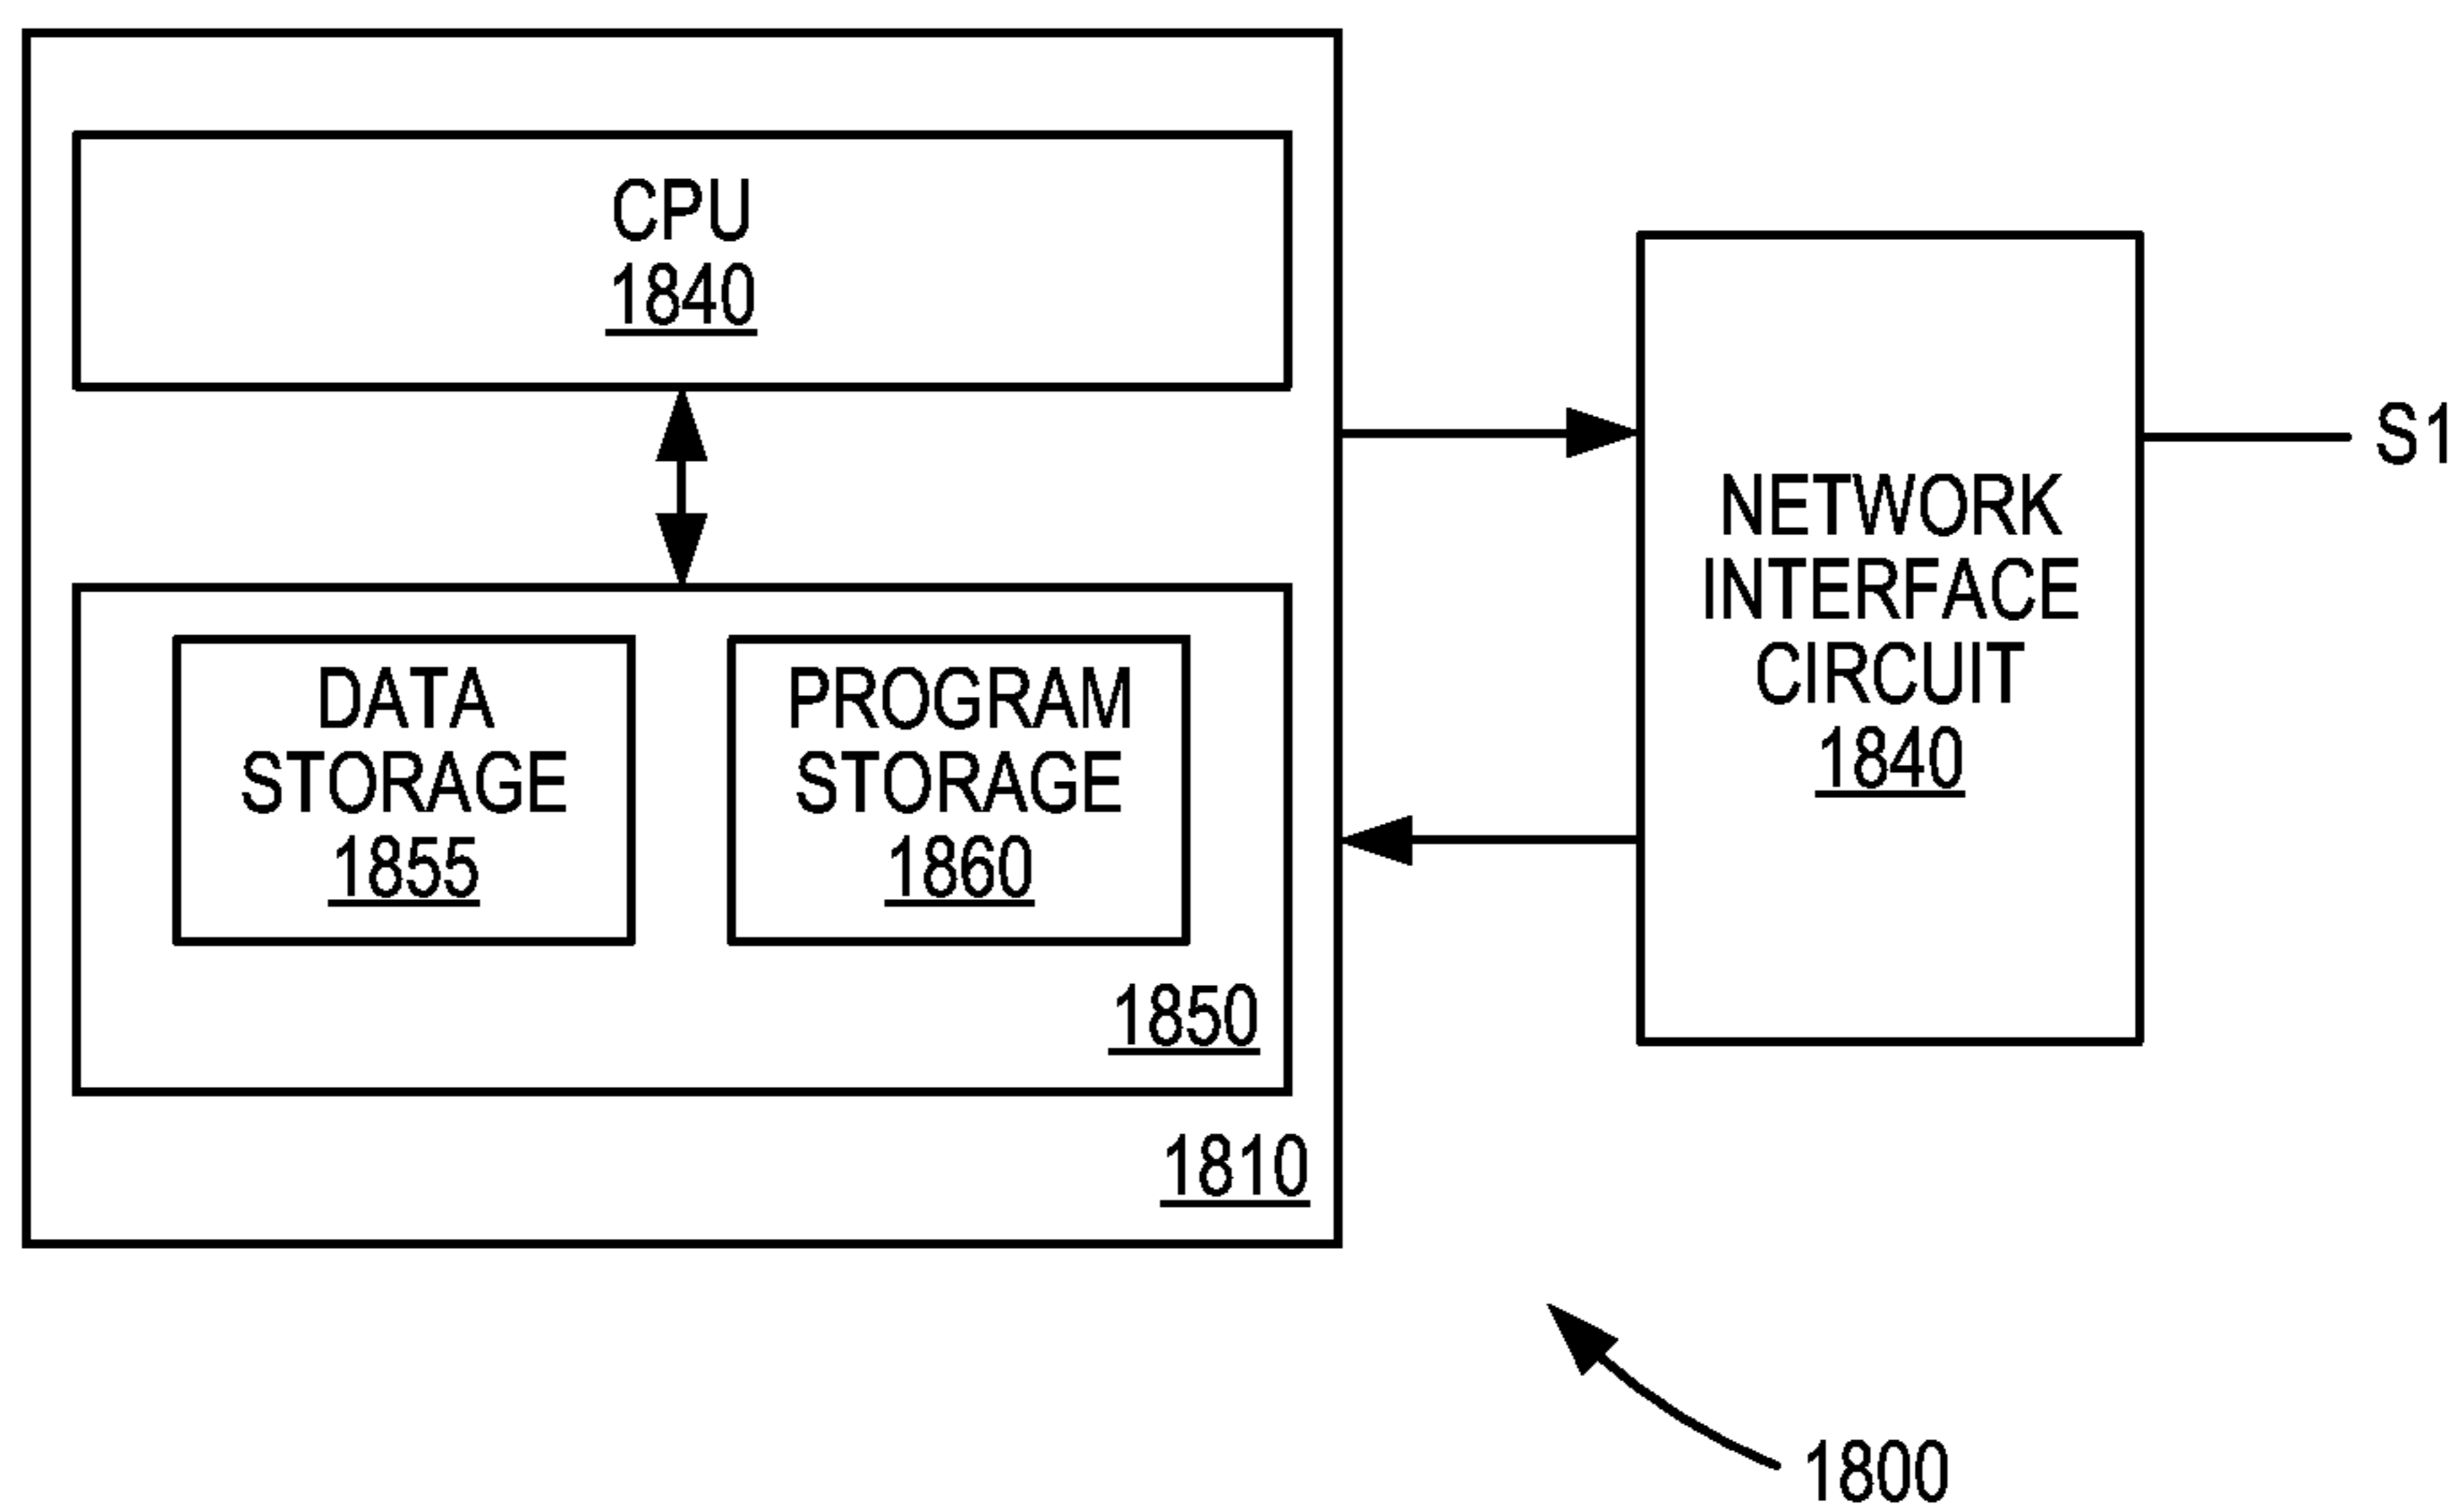 CPU
1840
DATA
STORAGE
1855
PROGRAM
STORAGE
1860
1850
1810
NETWORK
INTERFACE
CIRCUIT
1840
S1
1800